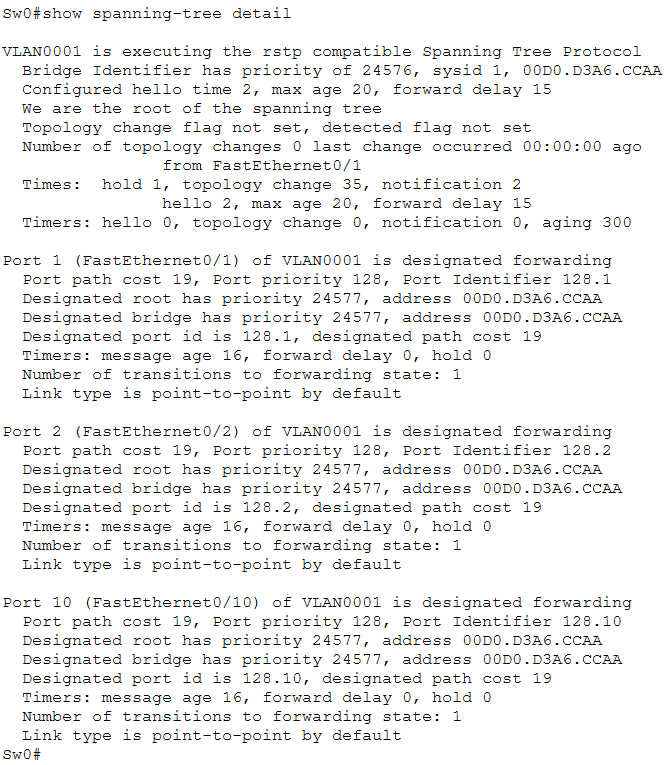 Sw0#show spanning-tree detail

VLAN0001 is executing the rstp compatible Spanning Tree Protocol
  Bridge Identifier has priority of 24576, sysid 1, 00D0.D3A6.CCAA
  Configured hello time 2, max age 20, forward delay 15
  We are the root of the spanning tree
  Topology change flag not set, detected flag not set
  Number of topology changes 0 last change occurred 00:00:00 ago
                from FastEthernet0/1
  Times:  hold 1, topology change 35, notification 2
                hello 2, max age 20, forward delay 15
  Timers: hello 0, topology change 0, notification 0, aging 300

Port 1 (FastEthernet0/1) of VLAN0001 is designated forwarding
  Port path cost 19, Port priority 128, Port Identifier 128.1
  Designated root has priority 24577, address 00D0.D3A6.CCAA
  Designated bridge has priority 24577, address 00D0.D3A6.CCAA
  Designated port id is 128.1, designated path cost 19
  Timers: message age 16, forward delay 0, hold 0
  Number of transitions to forwarding state: 1
  Link type is point-to-point by default

Port 2 (FastEthernet0/2) of VLAN0001 is designated forwarding
  Port path cost 19, Port priority 128, Port Identifier 128.2
  Designated root has priority 24577, address 00D0.D3A6.CCAA
  Designated bridge has priority 24577, address 00D0.D3A6.CCAA
  Designated port id is 128.2, designated path cost 19
  Timers: message age 16, forward delay 0, hold 0
  Number of transitions to forwarding state: 1
  Link type is point-to-point by default

Port 10 (FastEthernet0/10) of VLAN0001 is designated forwarding
  Port path cost 19, Port priority 128, Port Identifier 128.10
  Designated root has priority 24577, address 00D0.D3A6.CCAA
  Designated bridge has priority 24577, address 00D0.D3A6.CCAA
  Designated port id is 128.10, designated path cost 19
  Timers: message age 16, forward delay 0, hold 0
  Number of transitions to forwarding state: 1
  Link type is point-to-point by default
Sw0#